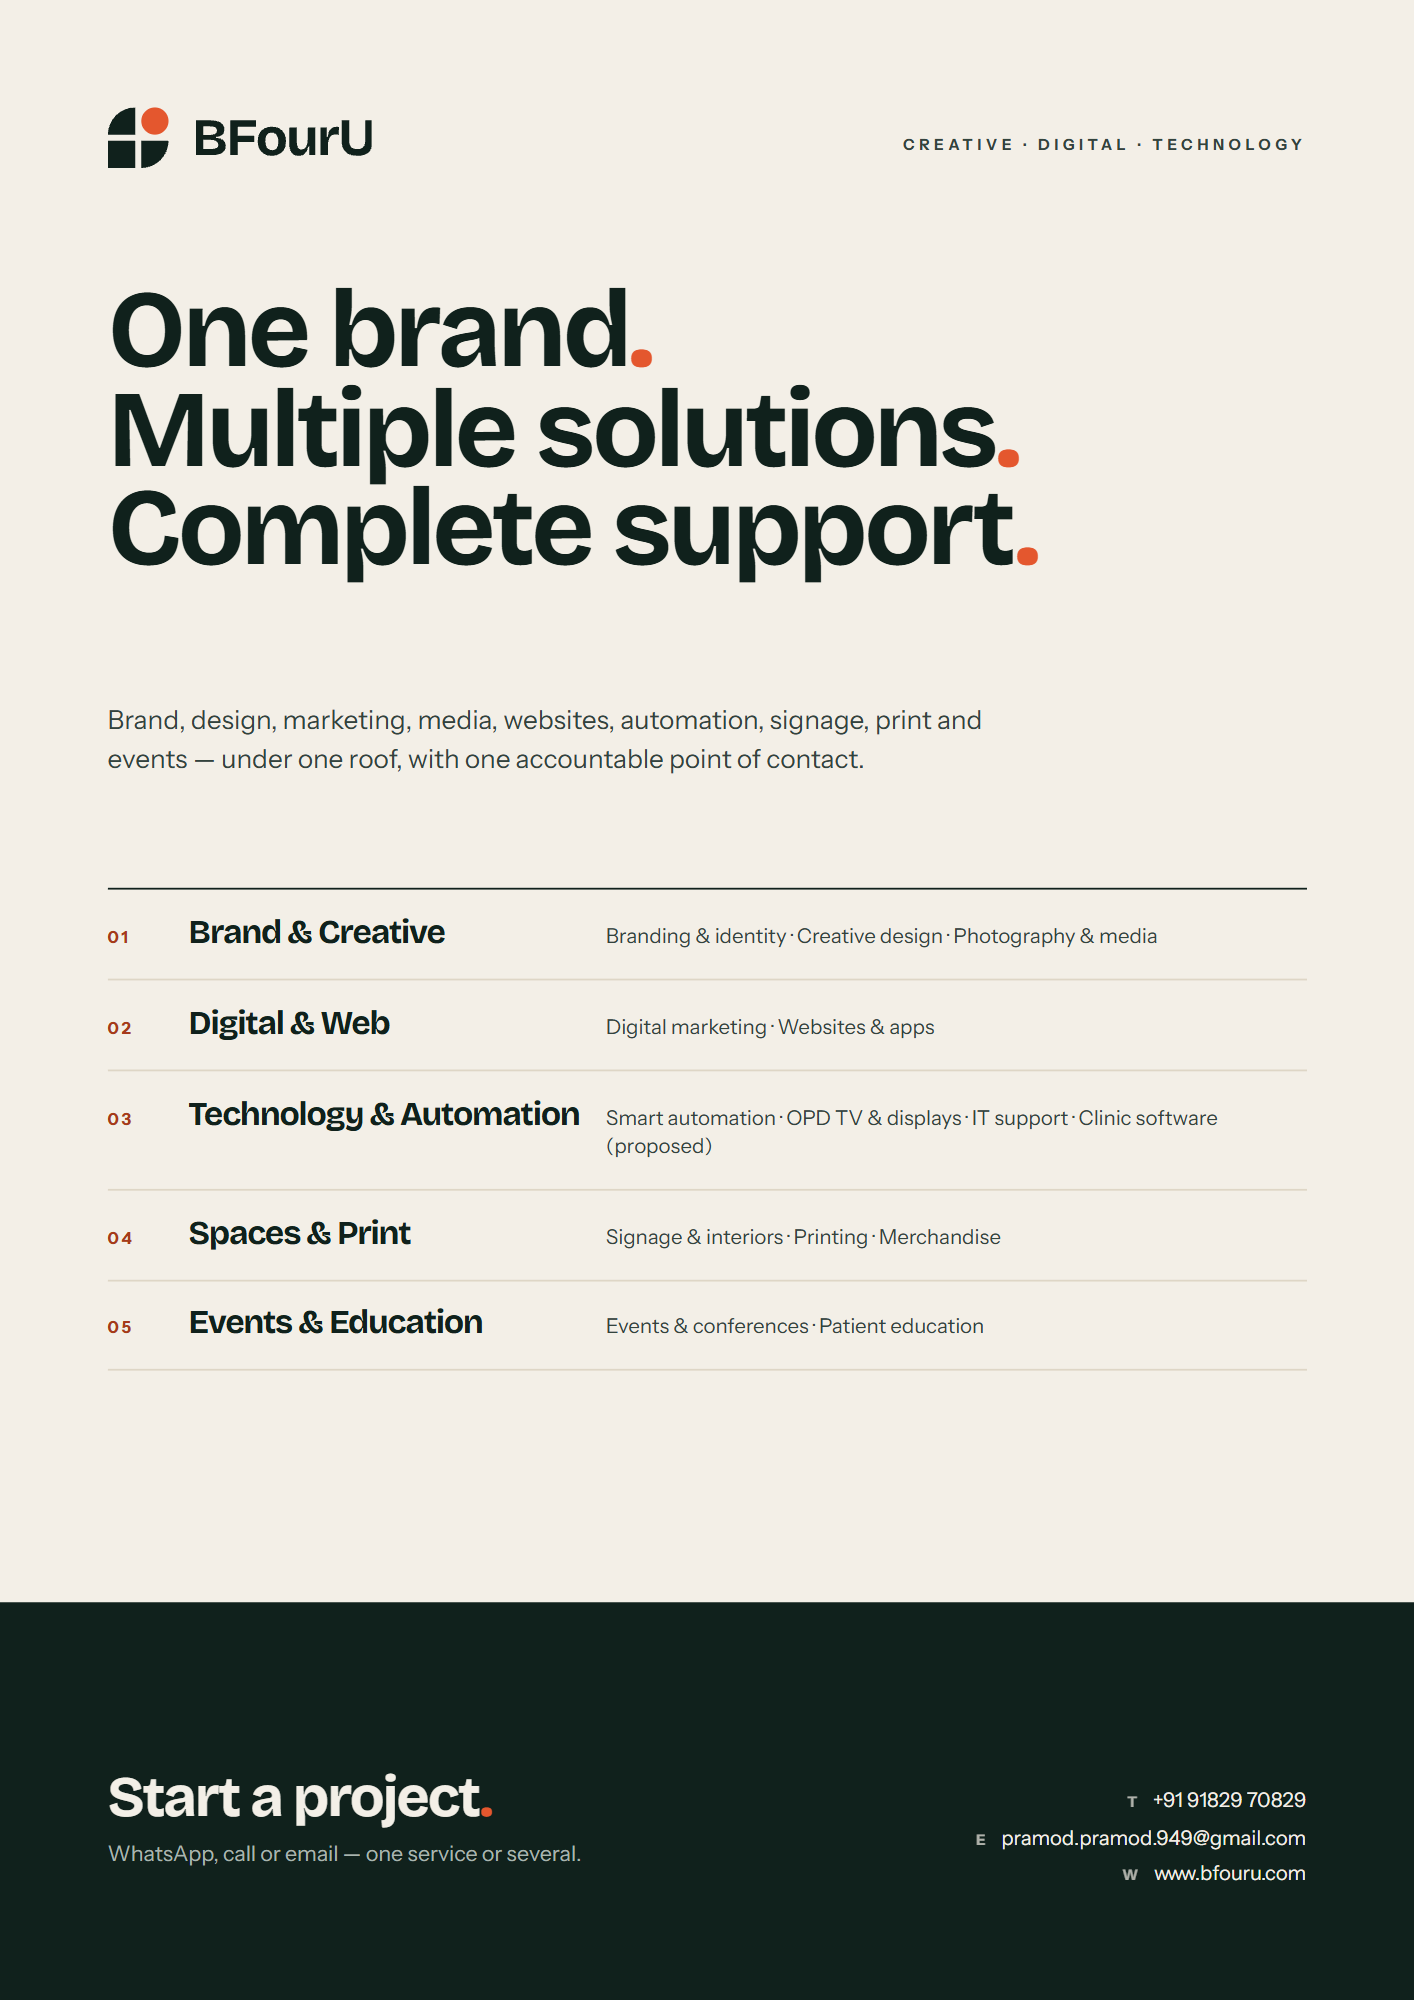 BFourU
CREATIVE · DIGITAL · TECHNOLOGY
One brand.
Multiple solutions.
Complete support.
Brand, design, marketing, media, websites, automation, signage, print and
events — under one roof, with one accountable point of contact.
01 Brand & Creative Branding & identity · Creative design · Photography & media
02 Digital & Web Digital marketing · Websites & apps
03 Technology & Automation Smart automation · OPD TV & displays · IT support · Clinic software
(proposed)
04 Spaces & Print Signage & interiors · Printing · Merchandise
05 Events & Education Events & conferences · Patient education
Start a project.
WhatsApp, call or email — one service or several.
T +91 91829 70829
E pramod.pramod.949@gmail.com
W www.bfouru.com